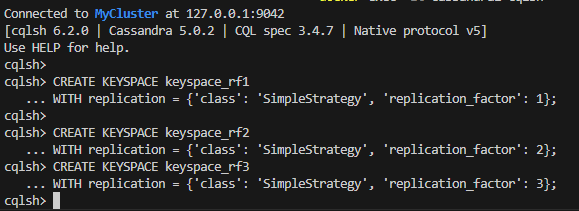 Connected to MyCluster at 127.0.0.1:9042
[cqlsh 6.2.0 | Cassandra 5.0.2 | CQL spec 3.4.7 | Native protocol v5]
Use HELP for help.
cqlsh>
cqlsh> CREATE KEYSPACE keyspace_rf1
   ... WITH replication = {'class': 'SimpleStrategy', 'replication_factor': 1};
cqlsh>
cqlsh> CREATE KEYSPACE keyspace_rf2
   ... WITH replication = {'class': 'SimpleStrategy', 'replication_factor': 2};
cqlsh> CREATE KEYSPACE keyspace_rf3
   ... WITH replication = {'class': 'SimpleStrategy', 'replication_factor': 3};
cqlsh>